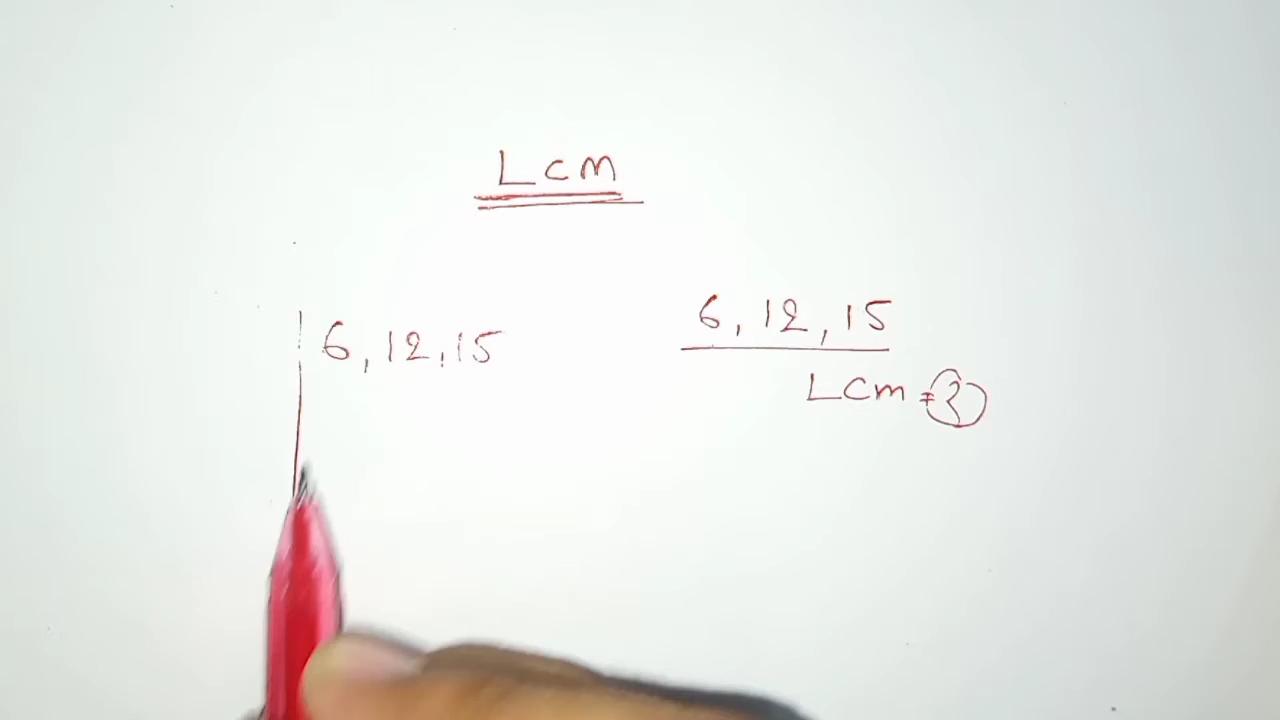 Lcm
6, 12, 15
6, 12, 15
Lcm =?